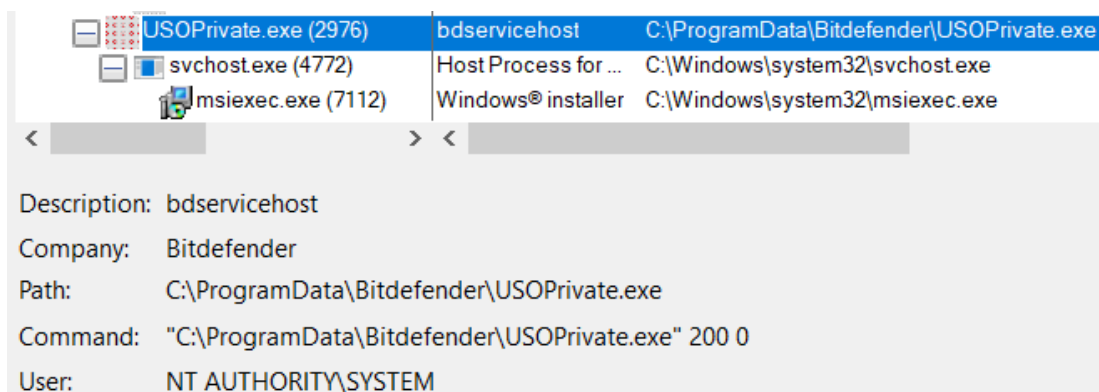 USOPrivate.exe (2976) bdservicehost C:\ProgramData\Bitdefender\USOPrivate.exe
svchost.exe (4772) Host Process for ... C:\Windows\system32\svchost.exe
msiexec.exe (7112) Windows® installer C:\Windows\system32\msiexec.exe
Description: bdservicehost
Company: Bitdefender
Path: C:\ProgramData\Bitdefender\USOPrivate.exe
Command: "C:\ProgramData\Bitdefender\USOPrivate.exe" 200 0
User: NT AUTHORITY\SYSTEM